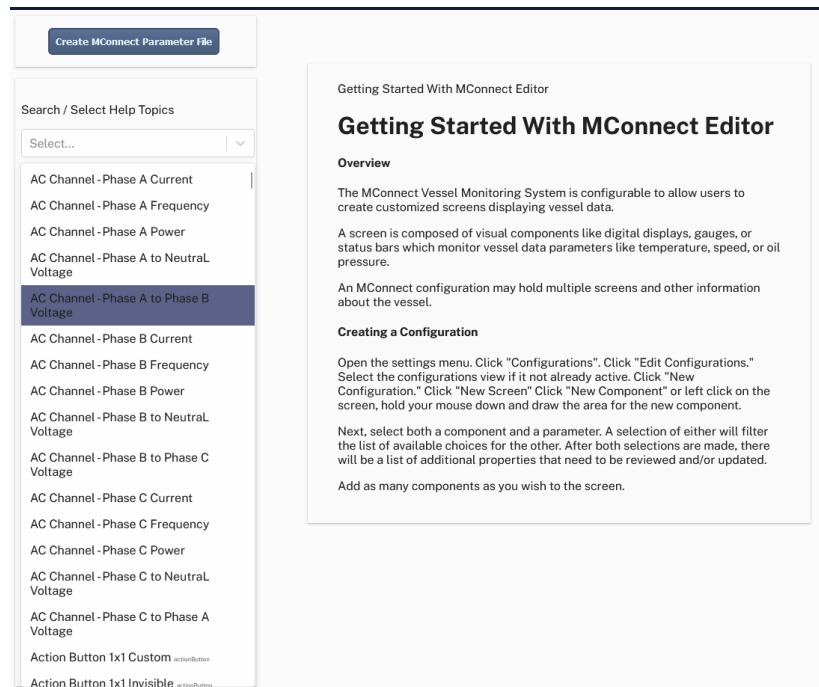 Create MConnect Parameter File
Search / Select Help Topics
Select...
AC Channel - Phase A Current
AC Channel - Phase A Frequency
AC Channel - Phase A Power
AC Channel - Phase A to NeutraL
Voltage
AC Channel - Phase A to Phase B
Voltage
AC Channel - Phase B Current
AC Channel - Phase B Frequency
AC Channel - Phase B Power
AC Channel - Phase B to NeutraL
Voltage
AC Channel - Phase B to Phase C
Voltage
AC Channel - Phase C Current
AC Channel - Phase C Frequency
AC Channel - Phase C Power
AC Channel - Phase C to NeutraL
Voltage
AC Channel - Phase C to Phase A
Voltage
Action Button 1x1 Custom actionButton
Action Button 1x1 Invisible actionButton
Getting Started With MConnect Editor
Getting Started With MConnect Editor
Overview
The MConnect Vessel Monitoring System is configurable to allow users to
create customized screens displaying vessel data.
A screen is composed of visual components like digital displays, gauges, or
status bars which monitor vessel data parameters like temperature, speed, or oil
pressure.
An MConnect configuration may hold multiple screens and other information
about the vessel.
Creating a Configuration
Open the settings menu. Click "Configurations". Click "Edit Configurations."
Select the configurations view if it not already active. Click "New
Configuration." Click "New Screen" Click "New Component" or left click on the
screen, hold your mouse down and draw the area for the new component.
Next, select both a component and a parameter. A selection of either will filter
the list of available choices for the other. After both selections are made, there
will be a list of additional properties that need to be reviewed and/or updated.
Add as many components as you wish to the screen.